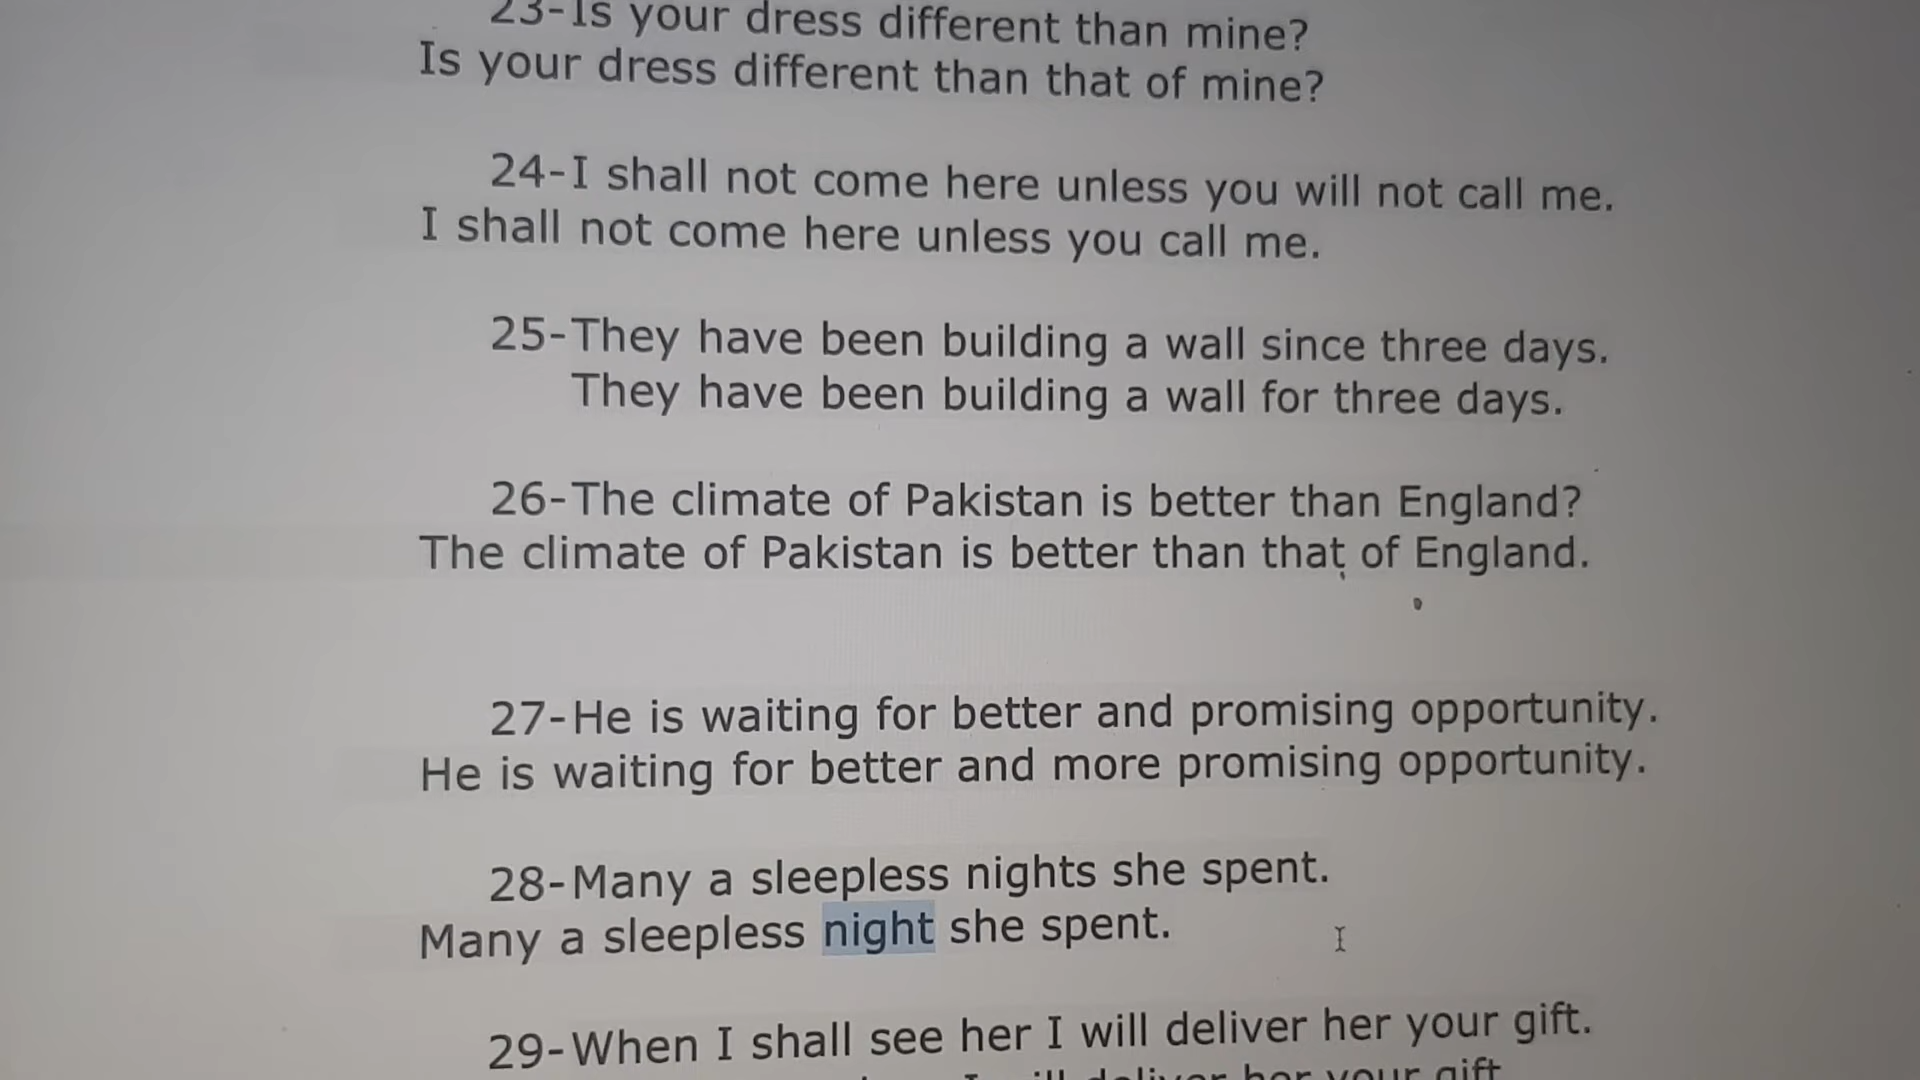 23-Is your dress different than mine?
Is your dress different than that of mine?
24-I shall not come here unless you will not call me.
I shall not come here unless you call me.
25-They have been building a wall since three days.
They have been building a wall for three days.
26-The climate of Pakistan is better than England?
The climate of Pakistan is better than that of England.
27-He is waiting for better and promising opportunity.
He is waiting for better and more promising opportunity.
28-Many a sleepless nights she spent.
Many a sleepless night she spent.
29-When I shall see her I will deliver her your gift.
I will deliver her your gift